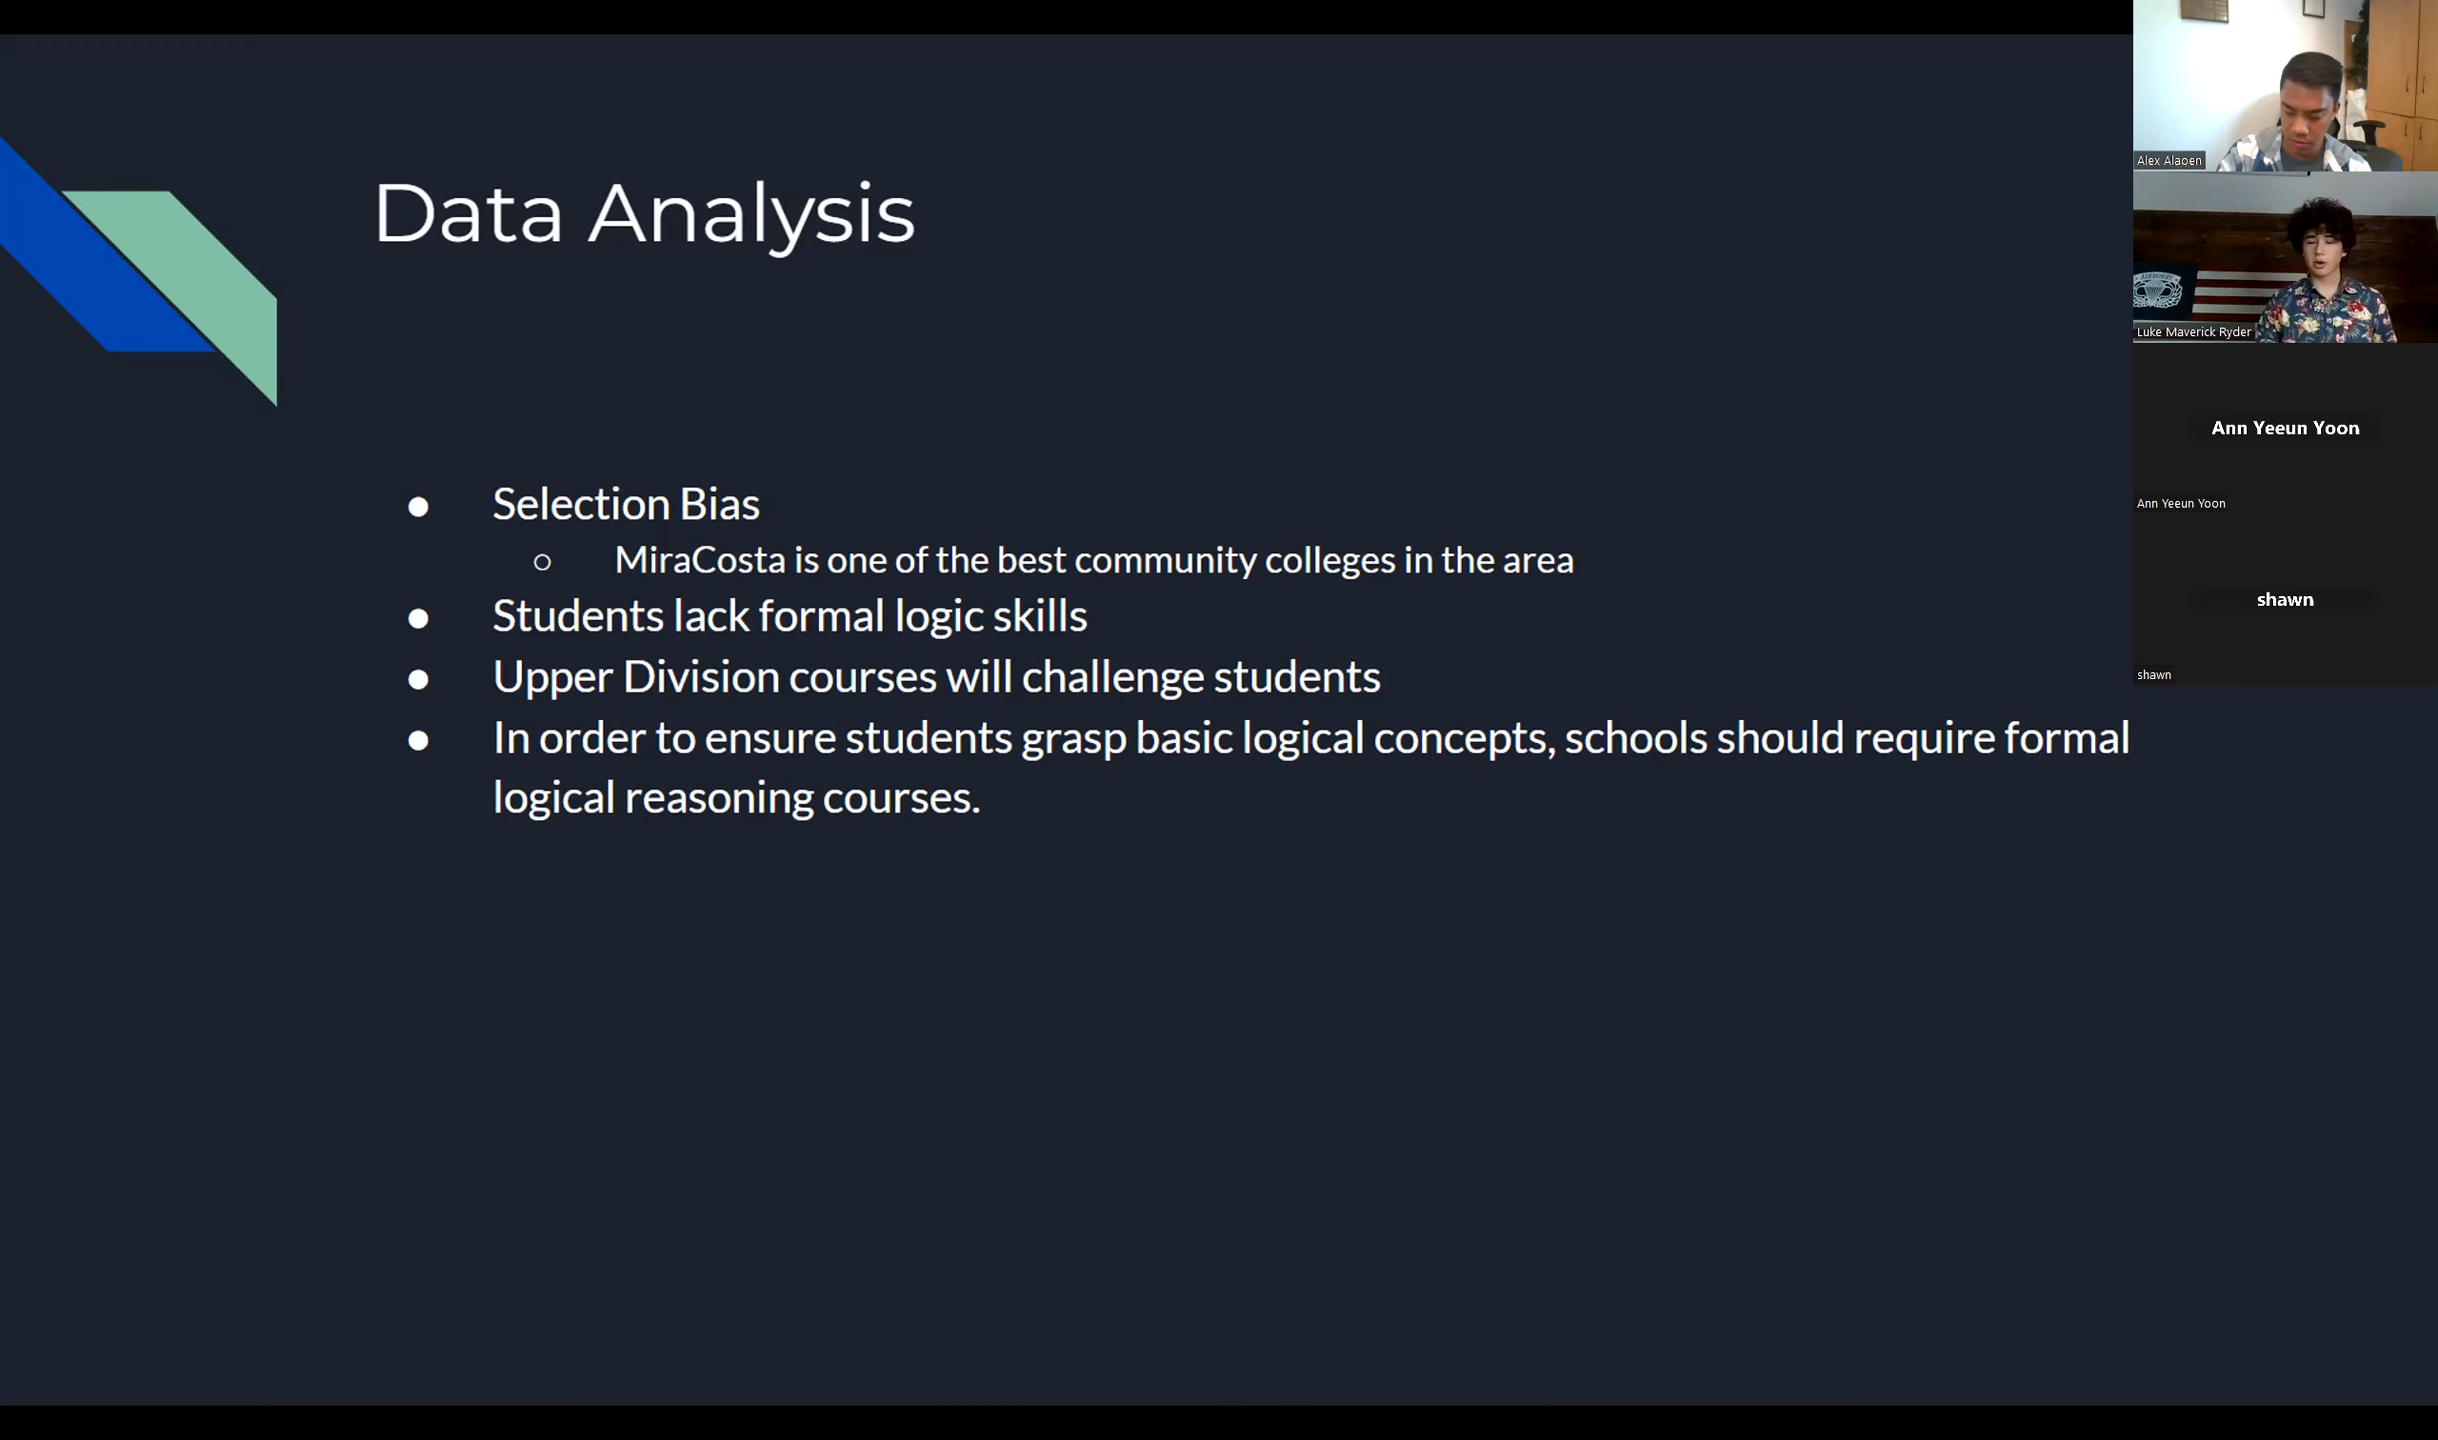 Data Analysis
● Selection Bias
○ MiraCosta is one of the best community colleges in the area
● Students lack formal logic skills
● Upper Division courses will challenge students
● In order to ensure students grasp basic logical concepts, schools should require formal
logical reasoning courses.
Alex Alaoen
AIRBORNE
Luke Maverick Ryder
Ann Yeeun Yoon
Ann Yeeun Yoon
shawn
shawn